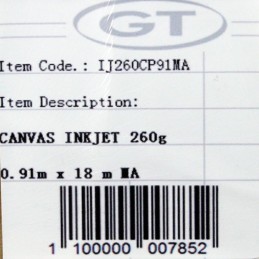 GT
Item Code.: IJ260CP91MA
Item Description:
CANVAS INKJET 260g
0.91m x 18 m MA
1 100000 007852